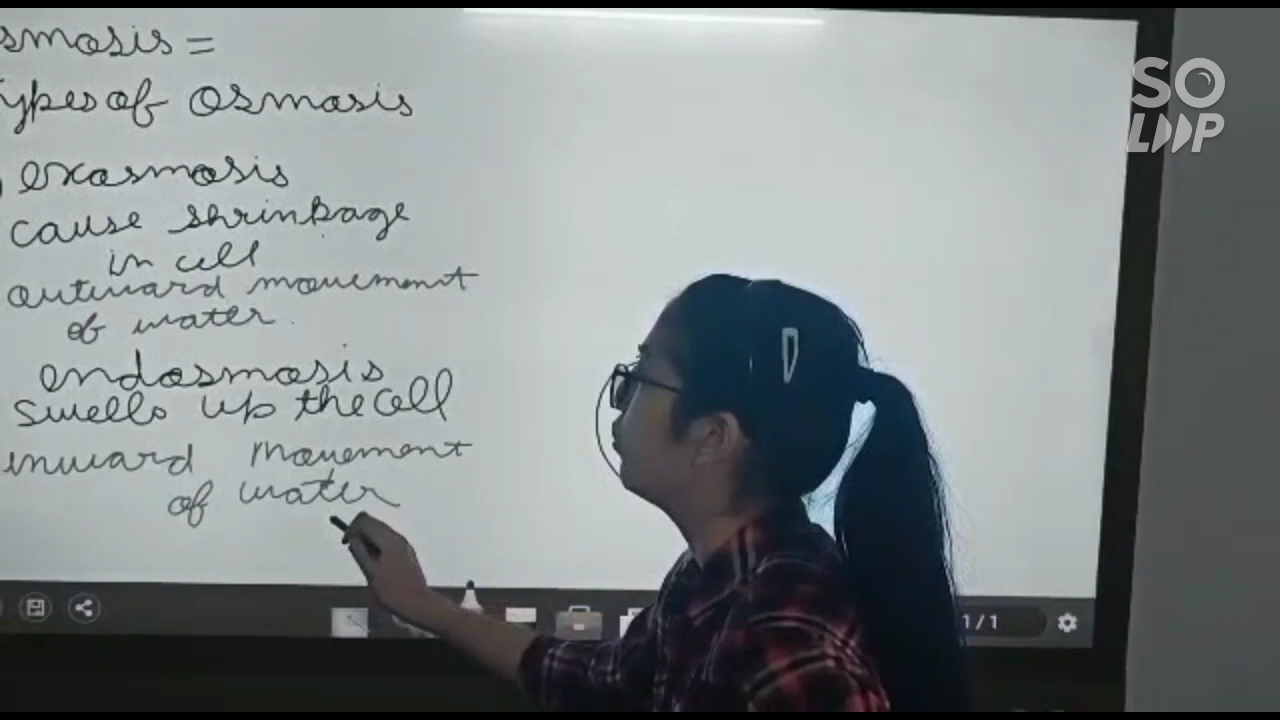 smosis =
ypes of osmosis
exosmosis
cause shrinkage
in cell
outward movement
of water.
endosmosis
swells up the cell
inward movement
of water
SO
LOOP
1/1